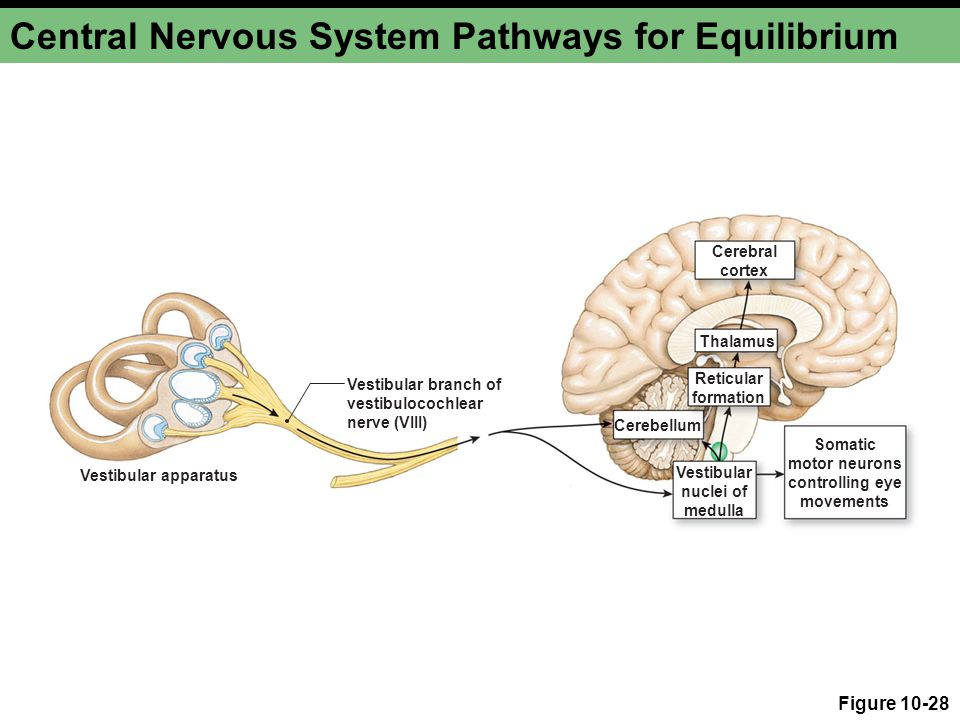 Central Nervous System Pathways for Equilibrium
Cerebral
cortex
Thalamus
Reticular
formation
Vestibular branch of
vestibulocochlear
nerve (VIII)
Cerebellum
Somatic
motor neurons
controlling eye
movements
Vestibular apparatus
Vestibular
nuclei of
medulla
Figure 10-28